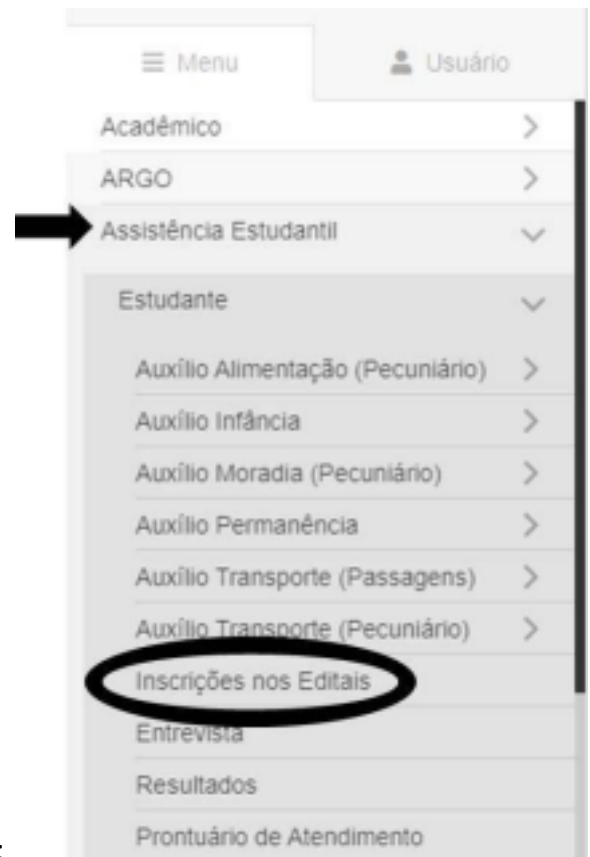 Menu Usuário
Acadêmico
ARGO
Assistência Estudantil
Estudante
Auxílio Alimentação (Pecuniário)
Auxílio Infância
Auxílio Moradia (Pecuniário)
Auxílio Permanência
Auxílio Transporte (Passagens)
Auxílio Transporte (Pecuniário)
Inscrições nos Editais
Entrevista
Resultados
Prontuário de Atendimento